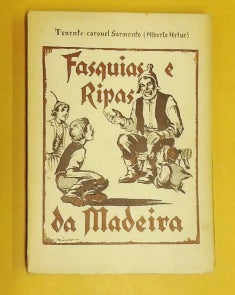 Tenente-coronel Sarmento (Alberto Artur)
Fasquias e
Ripas
da Madeira